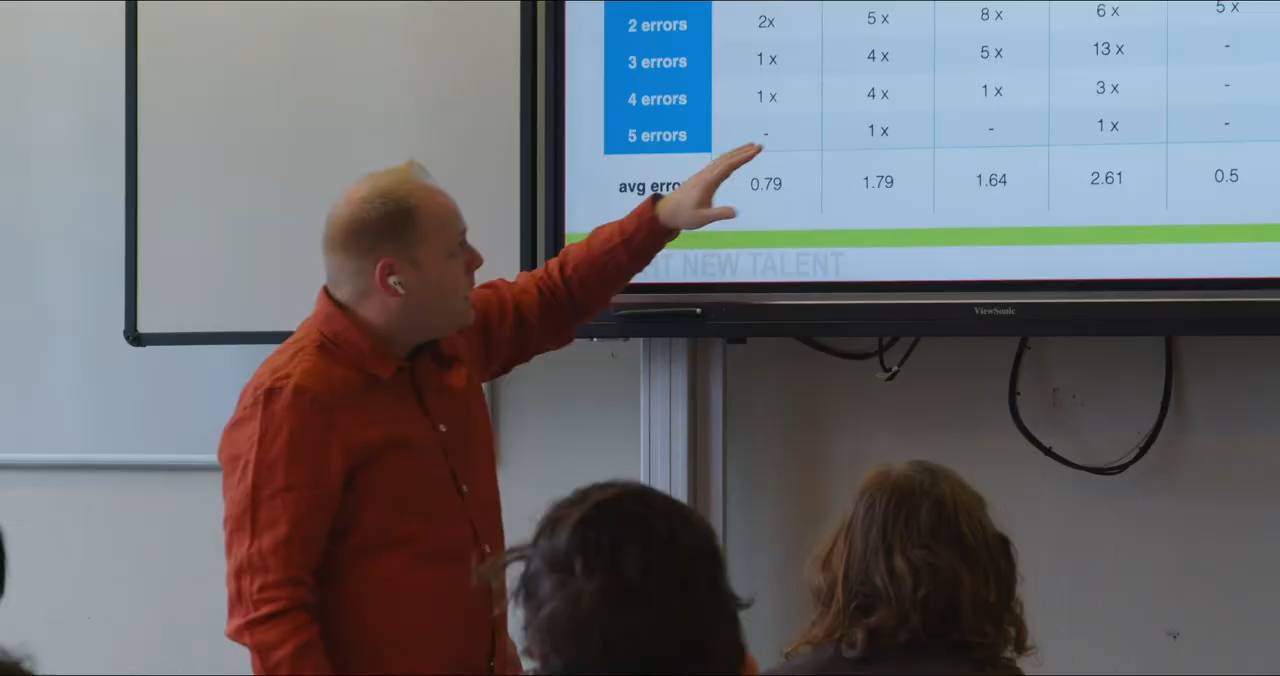 2 errors 2x 5 x 8 x 6 x 5 x
3 errors 1 x 4 x 5 x 13 x -
4 errors 1 x 4 x 1 x 3 x -
5 errors - 1 x - 1 x -
avg 0.79 1.79 1.64 2.61 0.5
NEW TALENT
ViewSonic